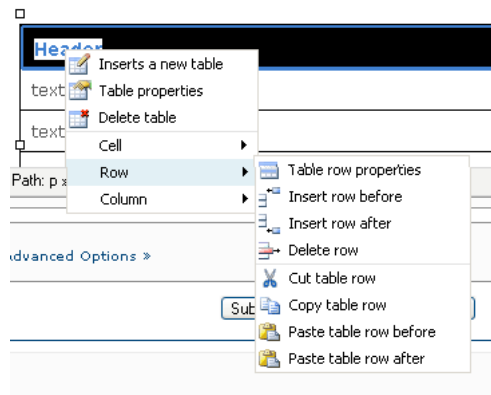 Header
Inserts a new table
text
Table properties
Delete table
text
Cell
Path: p
Row
Table row properties
Column
Insert row before
Insert row after
Advanced Options »
Delete row
Cut table row
Sub
Copy table row
Paste table row before
Paste table row after